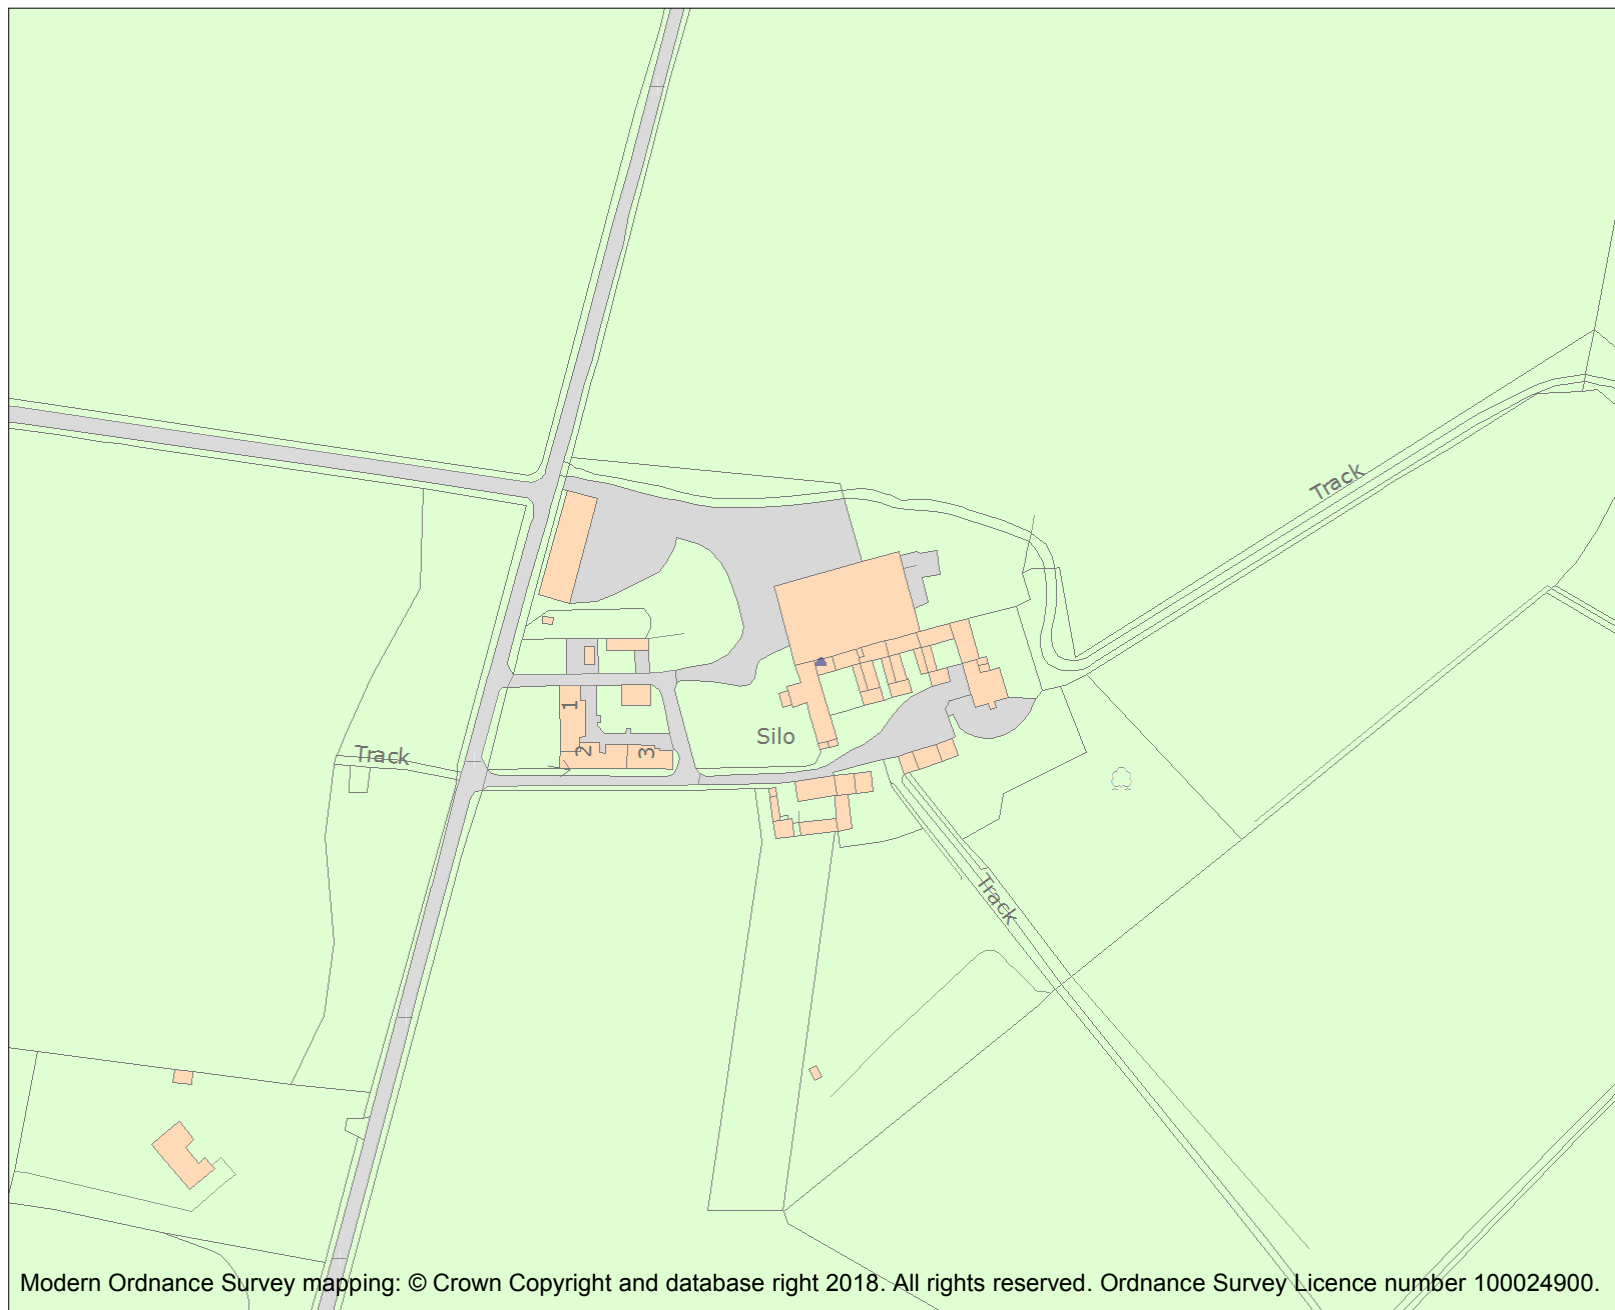 Track
1
Silo
2
3
Track
Track
Modern Ordnance Survey mapping: © Crown Copyright and database right 2018. All rights reserved. Ordnance Survey Licence number 100024900.